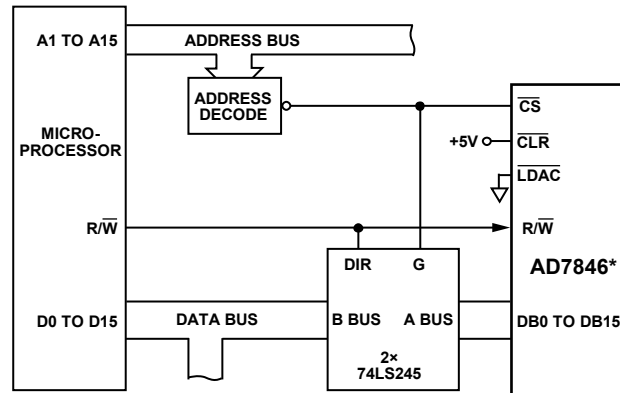 A1 TO A15
ADDRESS BUS
ADDRESS
DECODE
MICRO-
PROCESSOR
CS
+5V
CLR
LDAC
R/W
R/W
DIR
G
AD7846*
D0 TO D15
DATA BUS
B BUS
A BUS
DB0 TO DB15
2×
74LS245